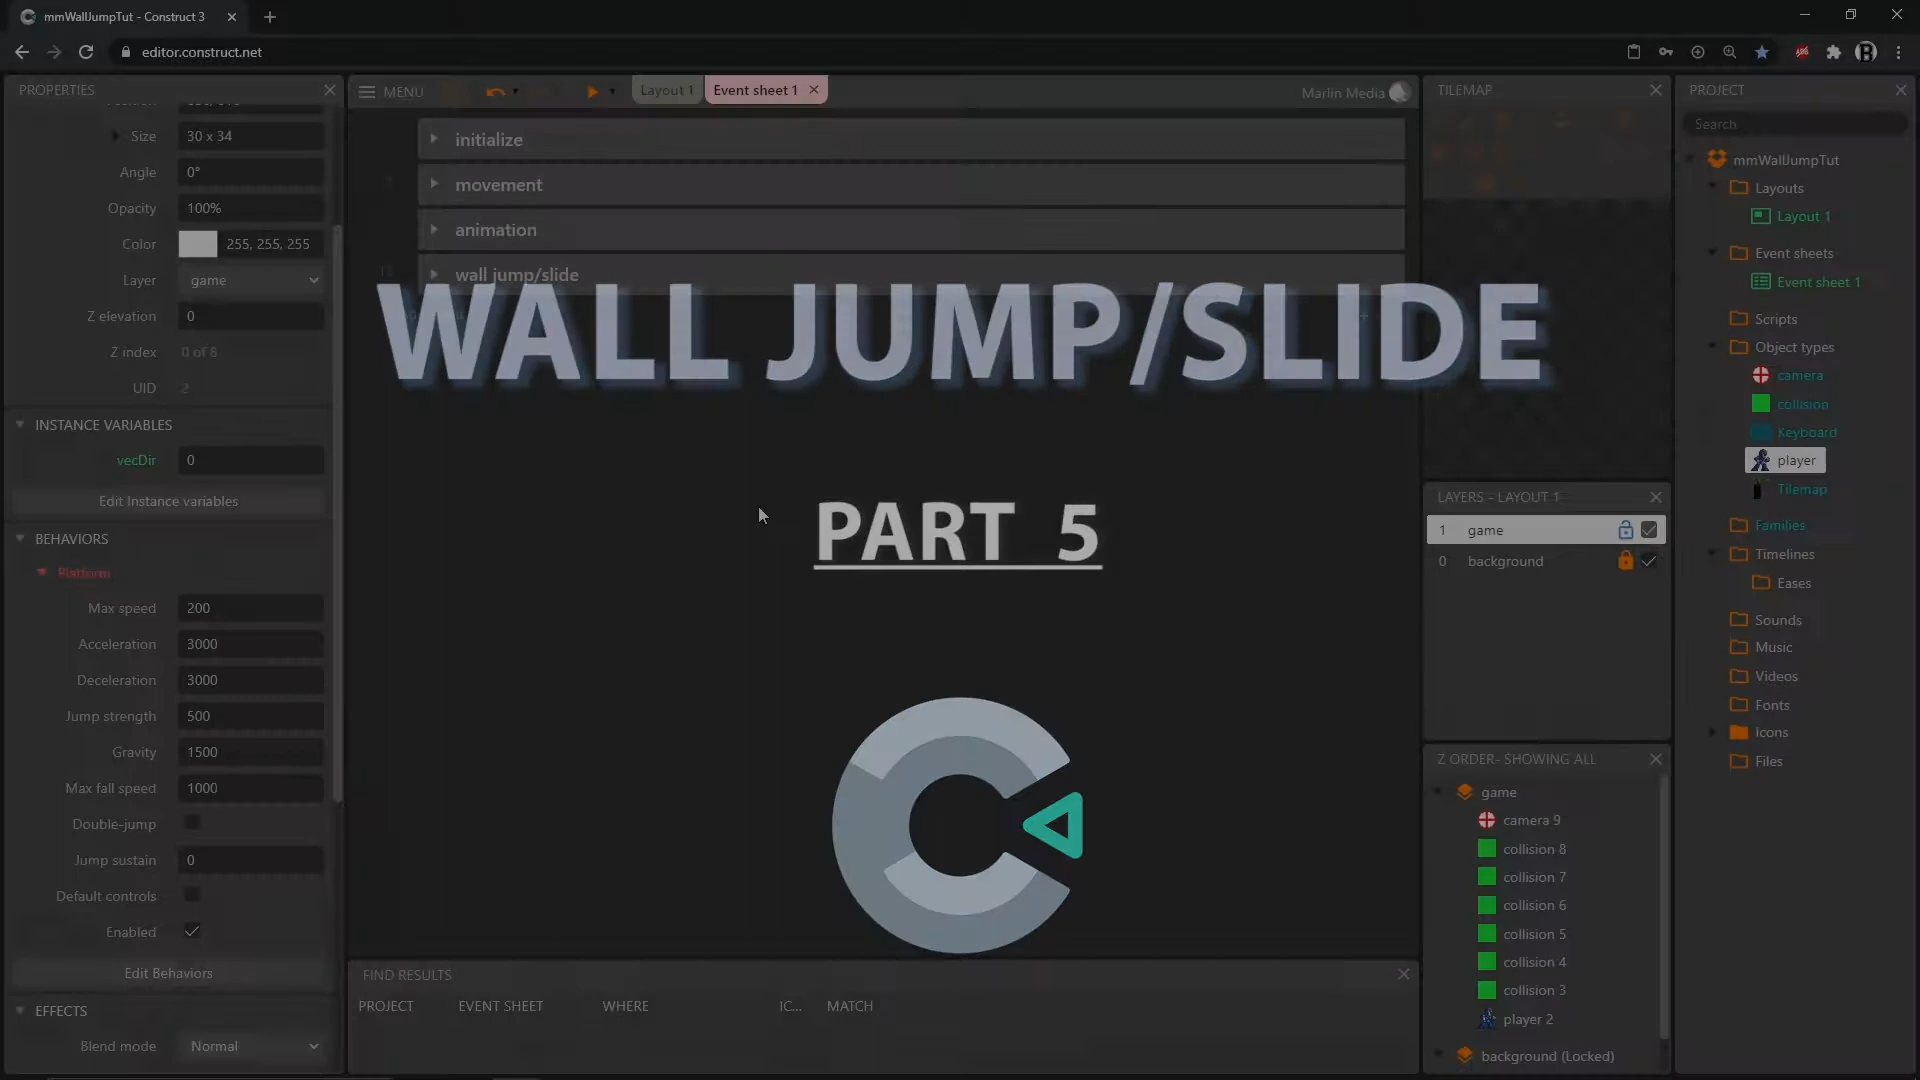 mmWallJumpTut - Construct 3
editor.construct.net
PROPERTIES
Size 30 x 34
Angle 0°
Opacity 100%
Color 255, 255, 255
Layer game
Z elevation 0
Z index 0 of 8
UID 2
INSTANCE VARIABLES
vecDir 0
Edit Instance variables
BEHAVIORS
Platform
Max speed 200
Acceleration 3000
Deceleration 3000
Jump strength 500
Gravity 1500
Max fall speed 1000
Double-jump
Jump sustain 0
Default controls
Enabled
Edit Behaviors
EFFECTS
Blend mode Normal
MENU
Layout 1
Event sheet 1
Marlin Media
initialize
movement
animation
wall jump/slide
WALL JUMP/SLIDE
PART 5
FIND RESULTS
PROJECT EVENT SHEET WHERE IC... MATCH
TILEMAP
LAYERS - LAYOUT 1
1 game
0 background
Z ORDER- SHOWING ALL
game
camera 9
collision 8
collision 7
collision 6
collision 5
collision 4
collision 3
player 2
background (Locked)
PROJECT
Search
mmWallJumpTut
Layouts
Layout 1
Event sheets
Event sheet 1
Scripts
Object types
camera
collision
Keyboard
player
Tilemap
Families
Timelines
Eases
Sounds
Music
Videos
Fonts
Icons
Files